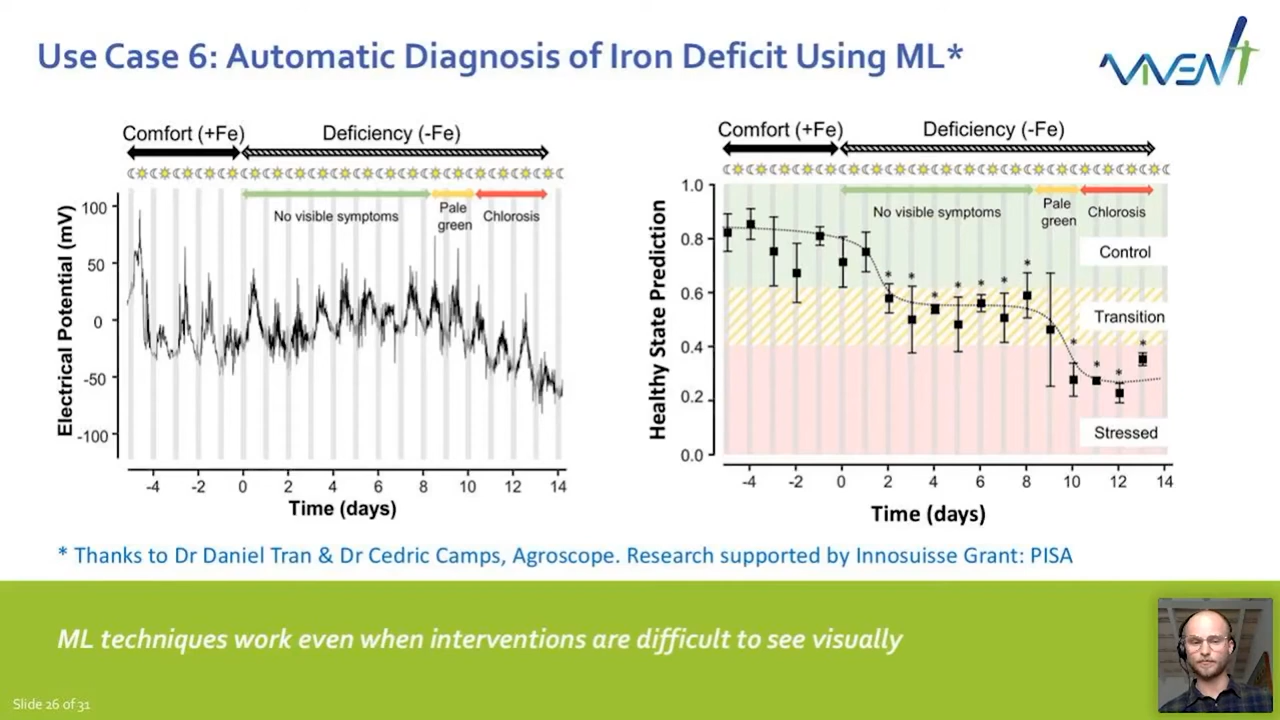 Use Case 6: Automatic Diagnosis of Iron Deficit Using ML*
VIVENT
Comfort (+Fe)
Deficiency (-Fe)
No visible symptoms
Pale
green
Chlorosis
Electrical Potential (mV)
100
50
0
-50
-100
-4
-2
0
2
4
6
8
10
12
14
Time (days)
Comfort (+Fe)
Deficiency (-Fe)
No visible symptoms
Pale
green
Chlorosis
Control
Transition
Stressed
Healthy State Prediction
1.0
0.8
0.6
0.4
0.2
0.0
* * * * * * * * * * *
-4
-2
0
2
4
6
8
10
12
14
Time (days)
* Thanks to Dr Daniel Tran & Dr Cedric Camps, Agroscope. Research supported by Innosuisse Grant: PISA
ML techniques work even when interventions are difficult to see visually
Slide 26 of 31